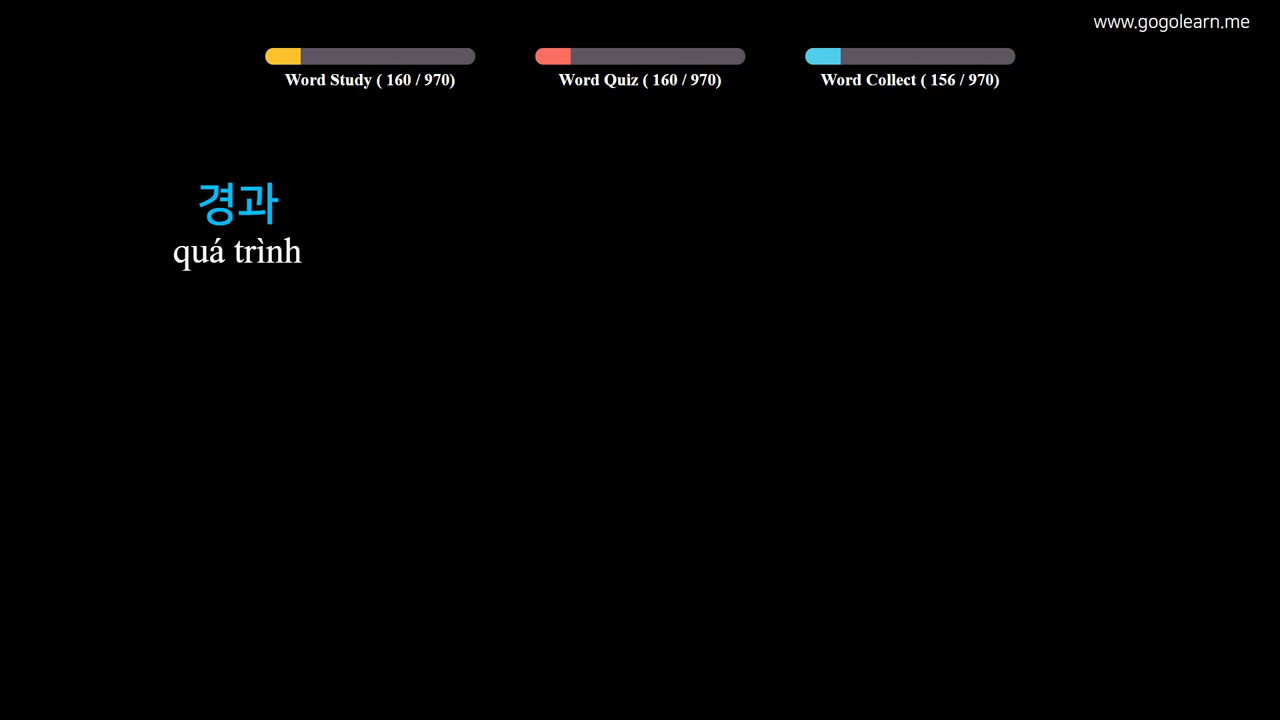 www.gogolearn.me
Word Study ( 160 / 970)
Word Quiz ( 160 / 970)
Word Collect ( 156 / 970)
경과
quá trình